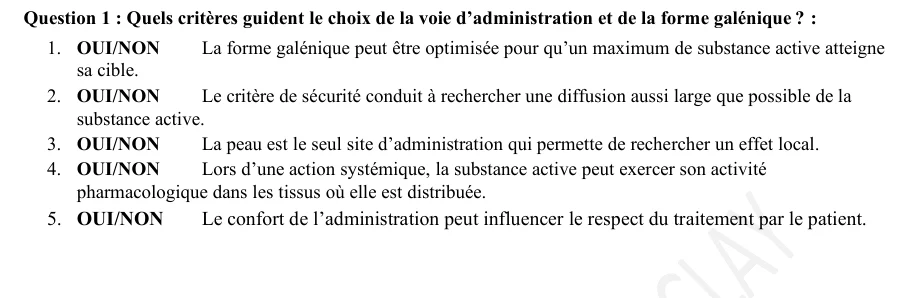 Question 1 : Quels critères guident le choix de la voie d’administration et de la forme galénique ? :
1. OUI/NON La forme galénique peut être optimisée pour qu’un maximum de substance active atteigne
sa cible.
2. OUI/NON Le critère de sécurité conduit à rechercher une diffusion aussi large que possible de la
substance active.
3. OUI/NON La peau est le seul site d’administration qui permette de rechercher un effet local.
4. OUI/NON Lors d’une action systémique, la substance active peut exercer son activité
pharmacologique dans les tissus où elle est distribuée.
5. OUI/NON Le confort de l’administration peut influencer le respect du traitement par le patient.